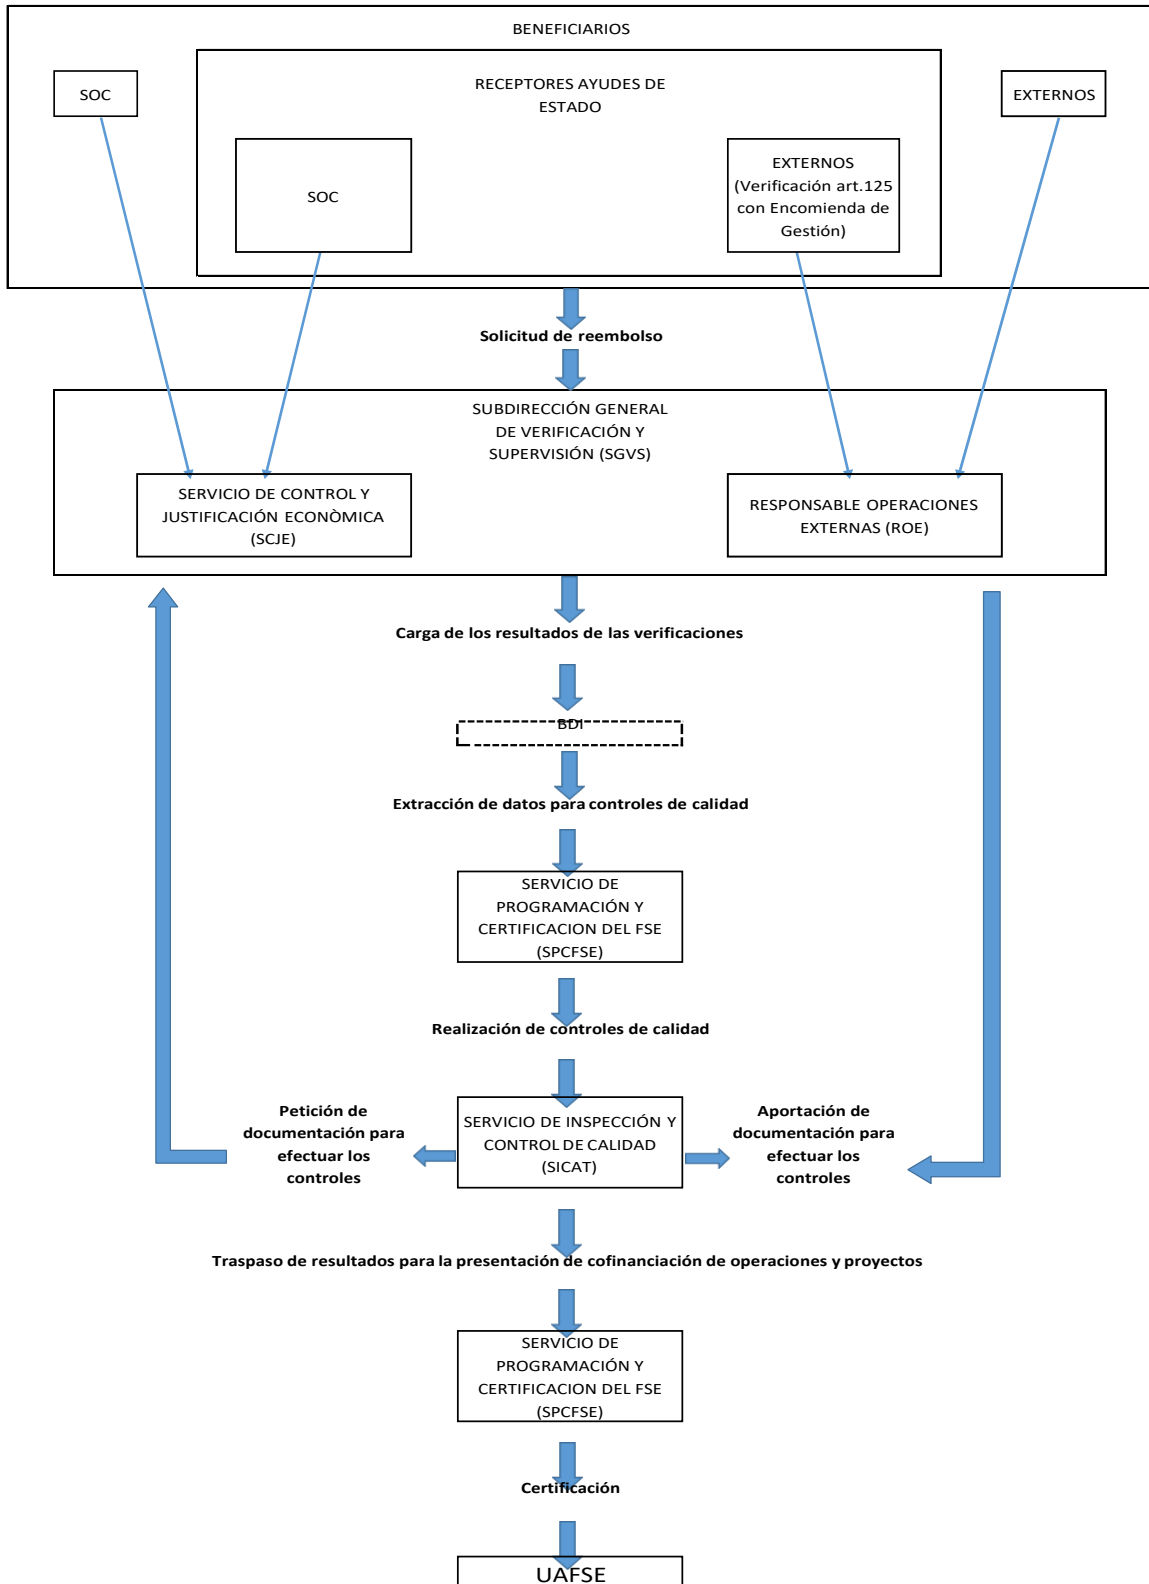 BENEFICIARIOS
RECEPTORES AYUDES DE
ESTADO
SOC
EXTERNOS
SOC
EXTERNOS
(Verificación art.125
con Encomienda de
Gestión)
Solicitud de reembolso
SUBDIRECCIÓN GENERAL
DE VERIFICACIÓN Y
SUPERVISIÓN (SGVS)
SERVICIO DE CONTROL Y
JUSTIFICACIÓN ECONÒMICA
(SCJE)
RESPONSABLE OPERACIONES
EXTERNAS (ROE)
Carga de los resultados de las verificaciones
BDI
Extracción de datos para controles de calidad
SERVICIO DE
PROGRAMACIÓN Y
CERTIFICACION DEL FSE
(SPCFSE)
Realización de controles de calidad
Petición de
documentación para
efectuar los
controles
SERVICIO DE INSPECCIÓN Y
CONTROL DE CALIDAD
(SICAT)
Aportación de
documentación para
efectuar los
controles
Traspaso de resultados para la presentación de cofinanciación de operaciones y proyectos
SERVICIO DE
PROGRAMACIÓN Y
CERTIFICACION DEL FSE
(SPCFSE)
Certificación
UAFSE